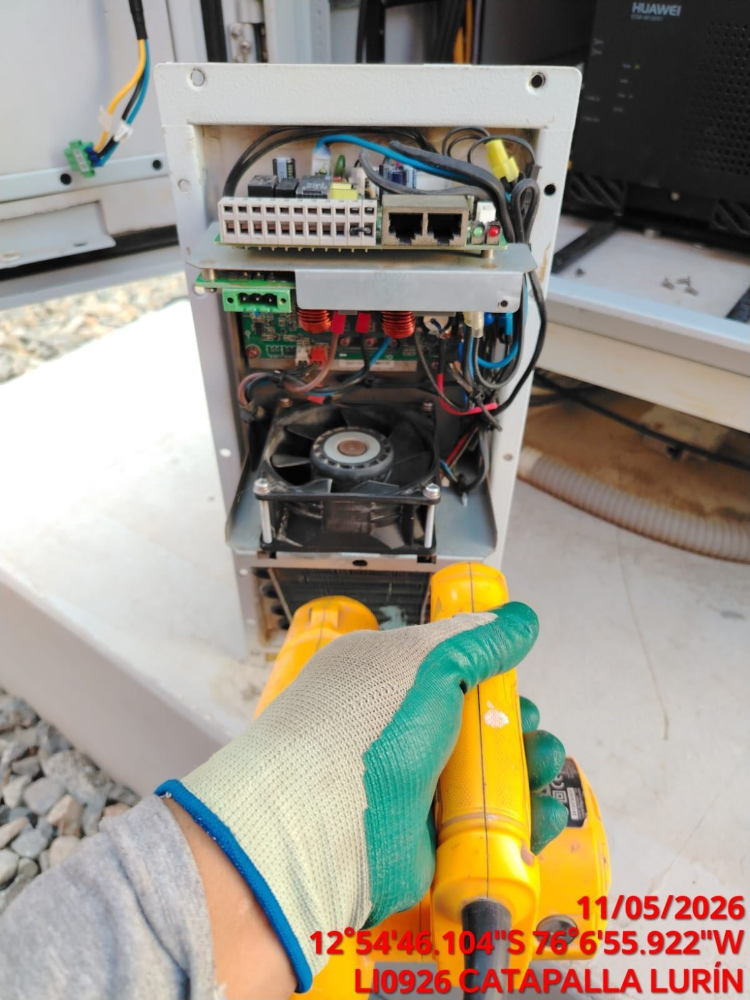 HUAWEI
11/05/2026
12°54'46.104"S 76°6'55.922"W
LI0926 CATAPALLA LURÍN